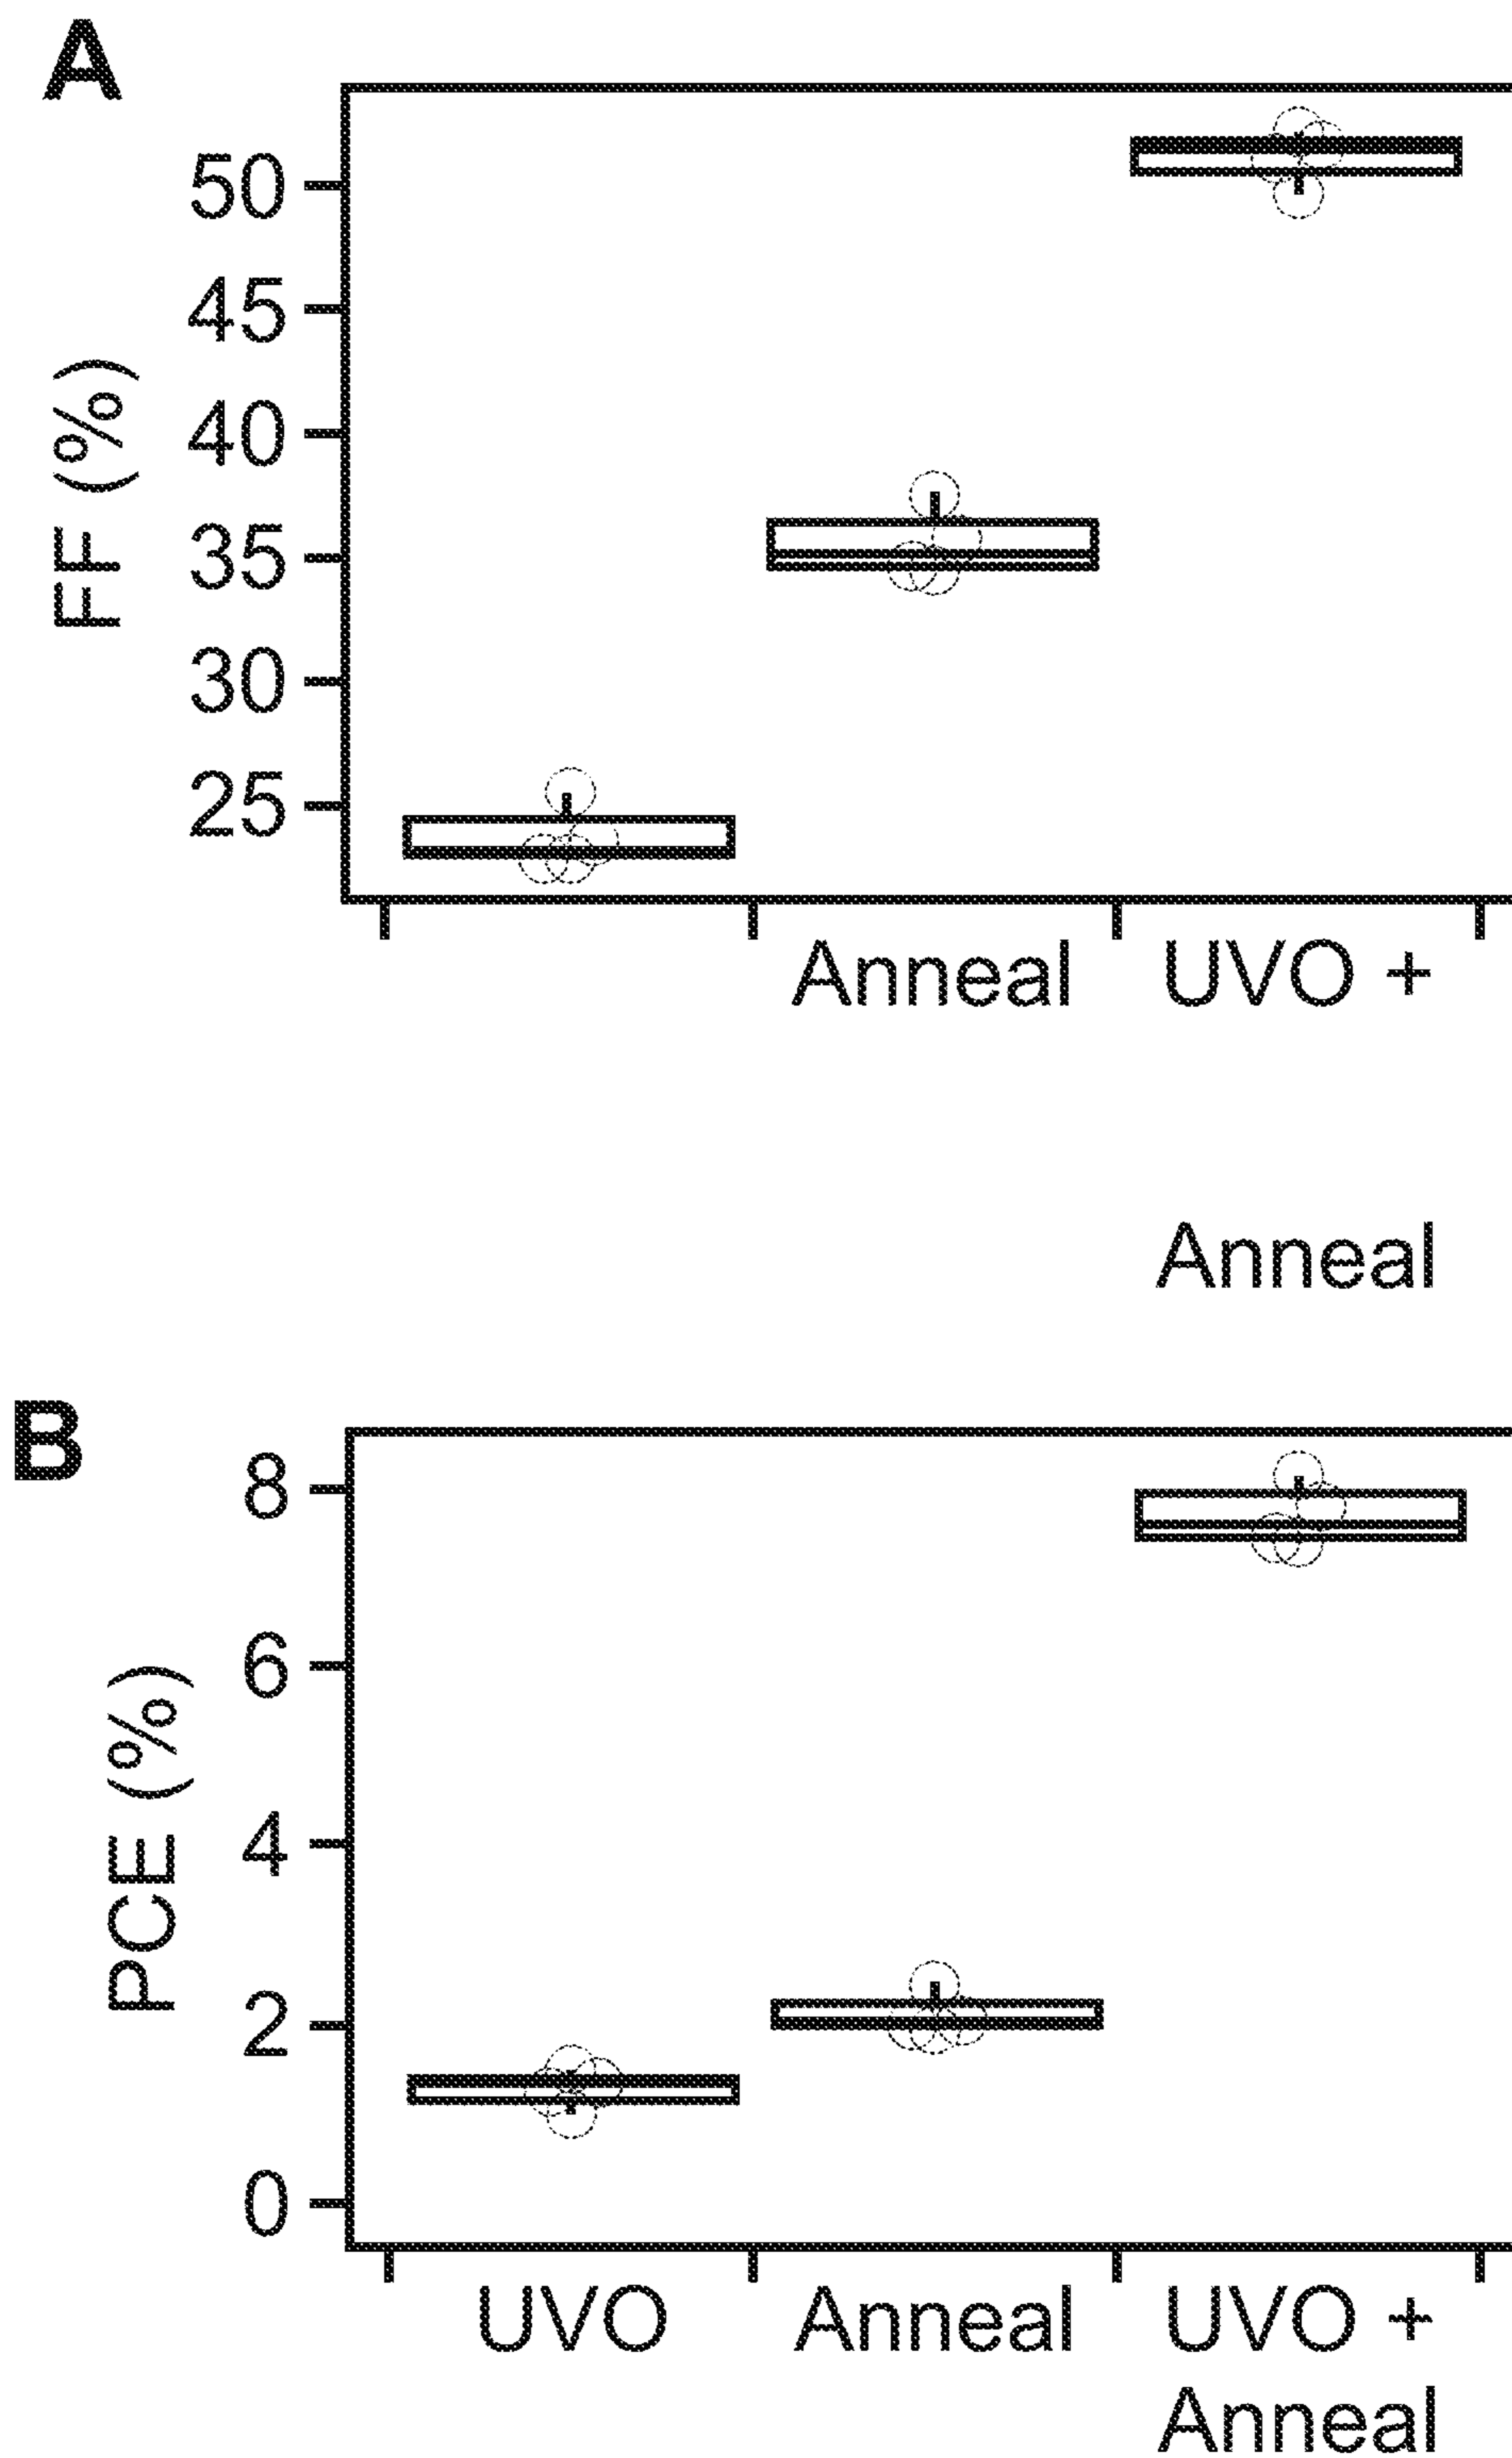 A
50
45
40
35
30
25
FF (%)
Anneal
UVO +
Anneal
B
8
6
4
2
0
PCE (%)
UVO
Anneal
UVO +
Anneal